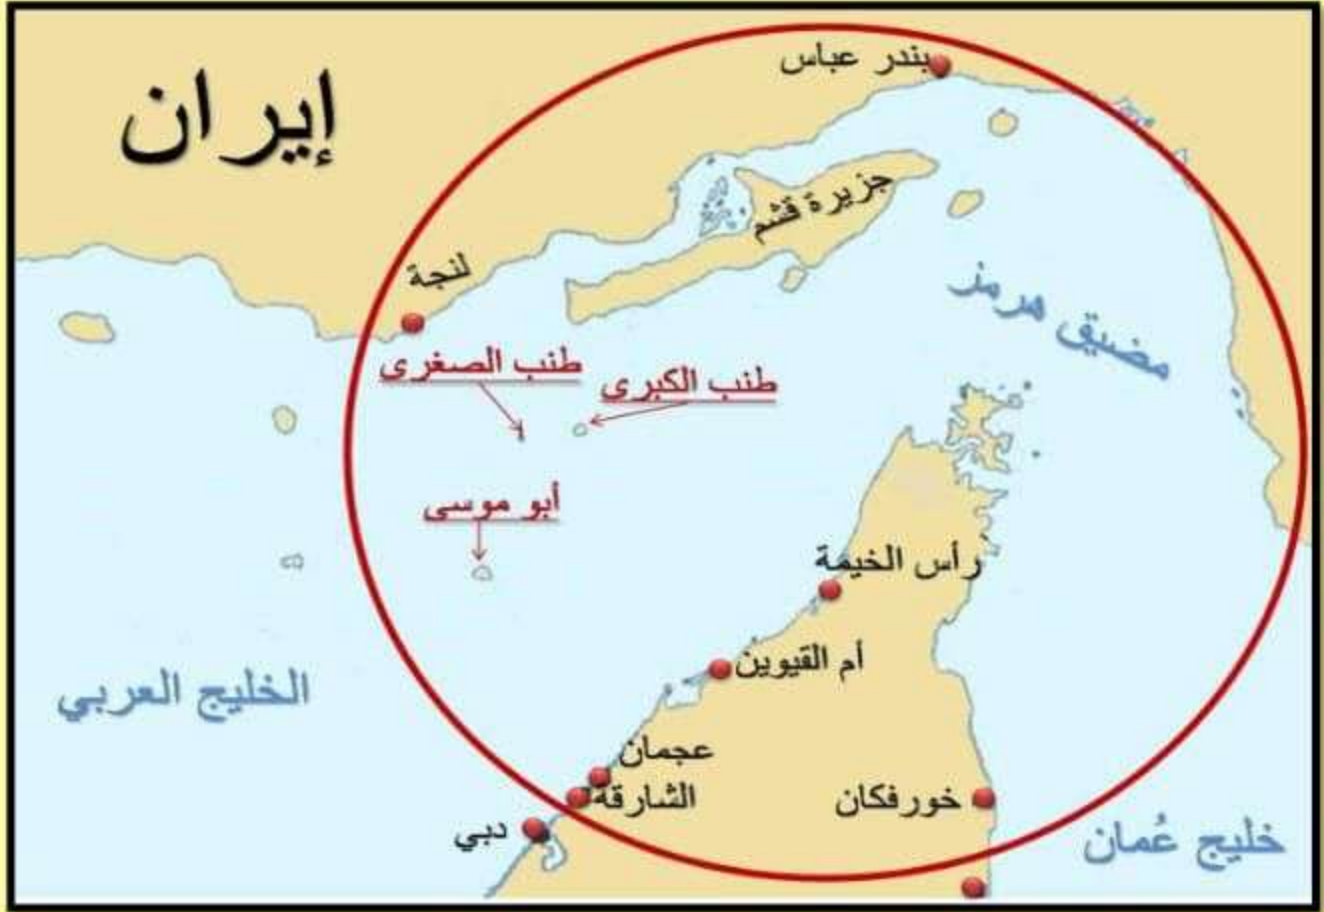 بندر عباس
إيران
جزيرة قشم
لنجة
مضيق هرمز
طنب الصغرى
طنب الكبرى
أبو موسى
رأس الخيمة
أم القيوين
الخليج العربي
عجمان
الشارقة
خورفكان
دبي
خليج عُمان